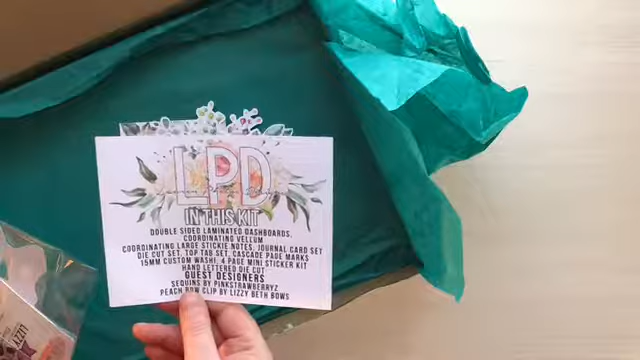 LPD
IN THIS KIT
DOUBLE SIDED LAMINATED DASHBOARDS,
COORDINATING VELLUM
COORDINATING LARGE STICKIE NOTES, JOURNAL CARD SET
DIE CUT SET, TOP TAB SET, CASCADE PAGE MARKS
15MM CUSTOM WASHI, 4 PAGE MINI STICKER KIT
HAND LETTERED DIE CUT
GUEST DESIGNERS
SEQUINS BY PINKSTRAWBERRYZ
PEACH BOW CLIP BY LIZZY BETH BOWS
LIZZY